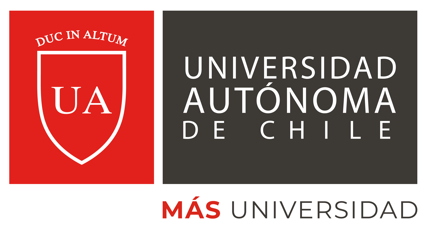 DUC IN ALTUM
UA
UNIVERSIDAD
AUTÓNOMA
DE CHILE
MÁS UNIVERSIDAD